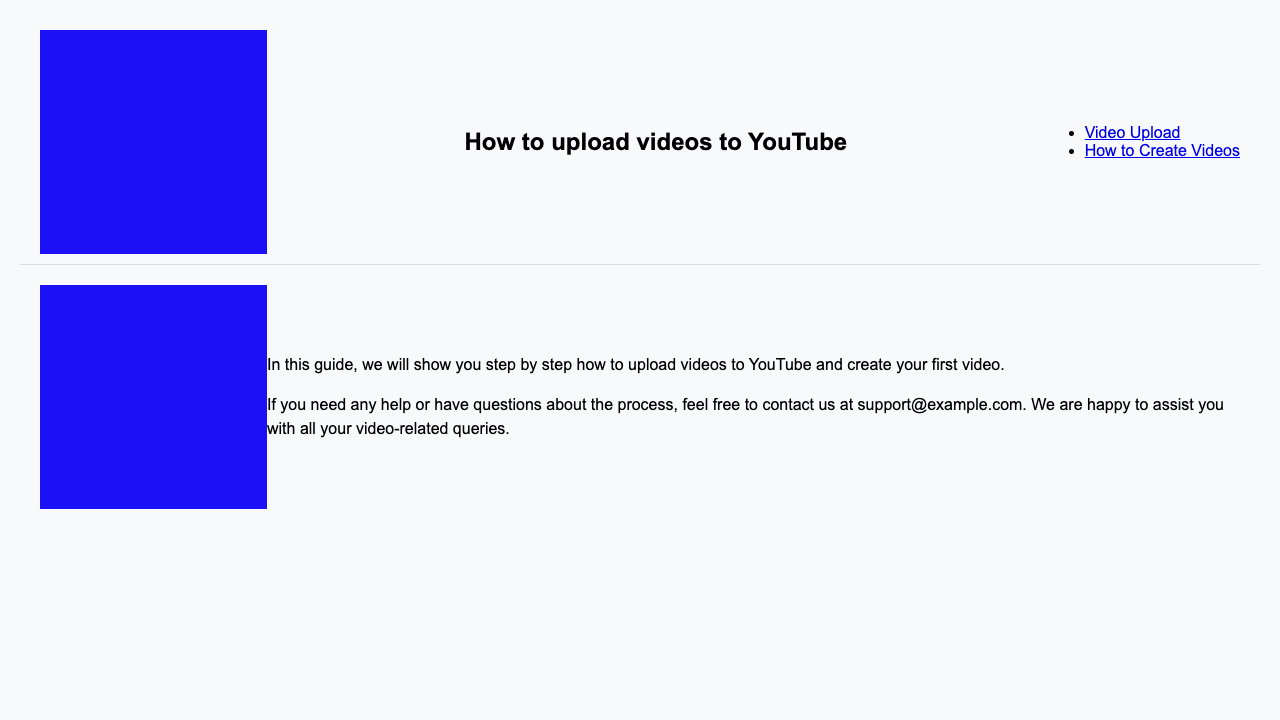 How to upload videos to YouTube
Video Upload
How to Create Videos
In this guide, we will show you step by step how to upload videos to YouTube and create your first video.
If you need any help or have questions about the process, feel free to contact us at support@example.com. We are happy to assist you
with all your video-related queries.